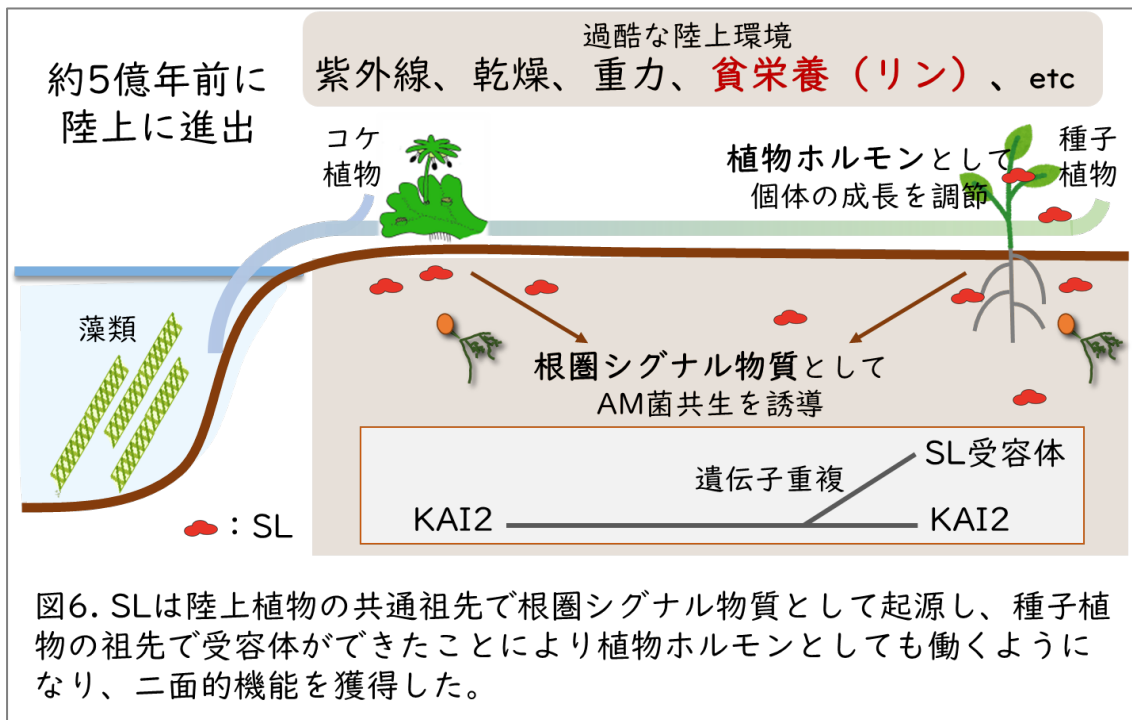 過酷な陸上環境
紫外線、乾燥、重力、貧栄養（リン）、etc
約5億年前に
陸上に進出
コケ
植物
植物ホルモンとして
個体の成長を調節
種子
植物
藻類
根圏シグナル物質として
AM菌共生を誘導
SL受容体
遺伝子重複
KAI2
KAI2
：SL
図6. SLは陸上植物の共通祖先で根圏シグナル物質として起源し、種子植
物の祖先で受容体ができたことにより植物ホルモンとしても働くように
なり、二面的機能を獲得した。